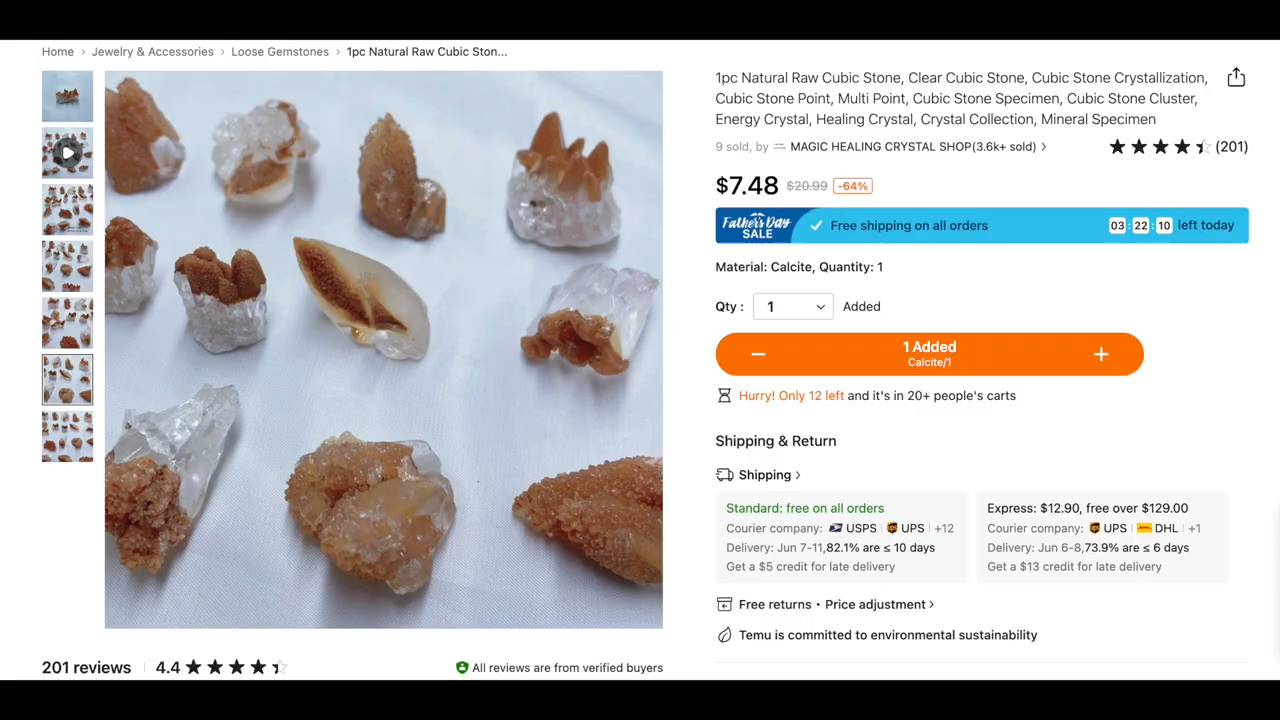 Home › Jewelry & Accessories › Loose Gemstones › 1pc Natural Raw Cubic Ston...
1pc Natural Raw Cubic Stone, Clear Cubic Stone, Cubic Stone Crystallization,
Cubic Stone Point, Multi Point, Cubic Stone Specimen, Cubic Stone Cluster,
Energy Crystal, Healing Crystal, Crystal Collection, Mineral Specimen
9 sold, by MAGIC HEALING CRYSTAL SHOP(3.6k+ sold) › (201)
$7.48 $20.99 -64%
Father's Day
SALE
Free shipping on all orders 03 : 22 : 10 left today
Material: Calcite, Quantity: 1
Qty : 1 Added
− 1 Added +
Calcite/1
Hurry! Only 12 left and it's in 20+ people's carts
Shipping & Return
Shipping ›
Standard: free on all orders
Courier company: USPS | UPS | +12
Delivery: Jun 7-11,82.1% are ≤ 10 days
Get a $5 credit for late delivery
Express: $12.90, free over $129.00
Courier company: UPS | DHL | +1
Delivery: Jun 6-8,73.9% are ≤ 6 days
Get a $13 credit for late delivery
Free returns • Price adjustment ›
Temu is committed to environmental sustainability
201 reviews | 4.4 All reviews are from verified buyers